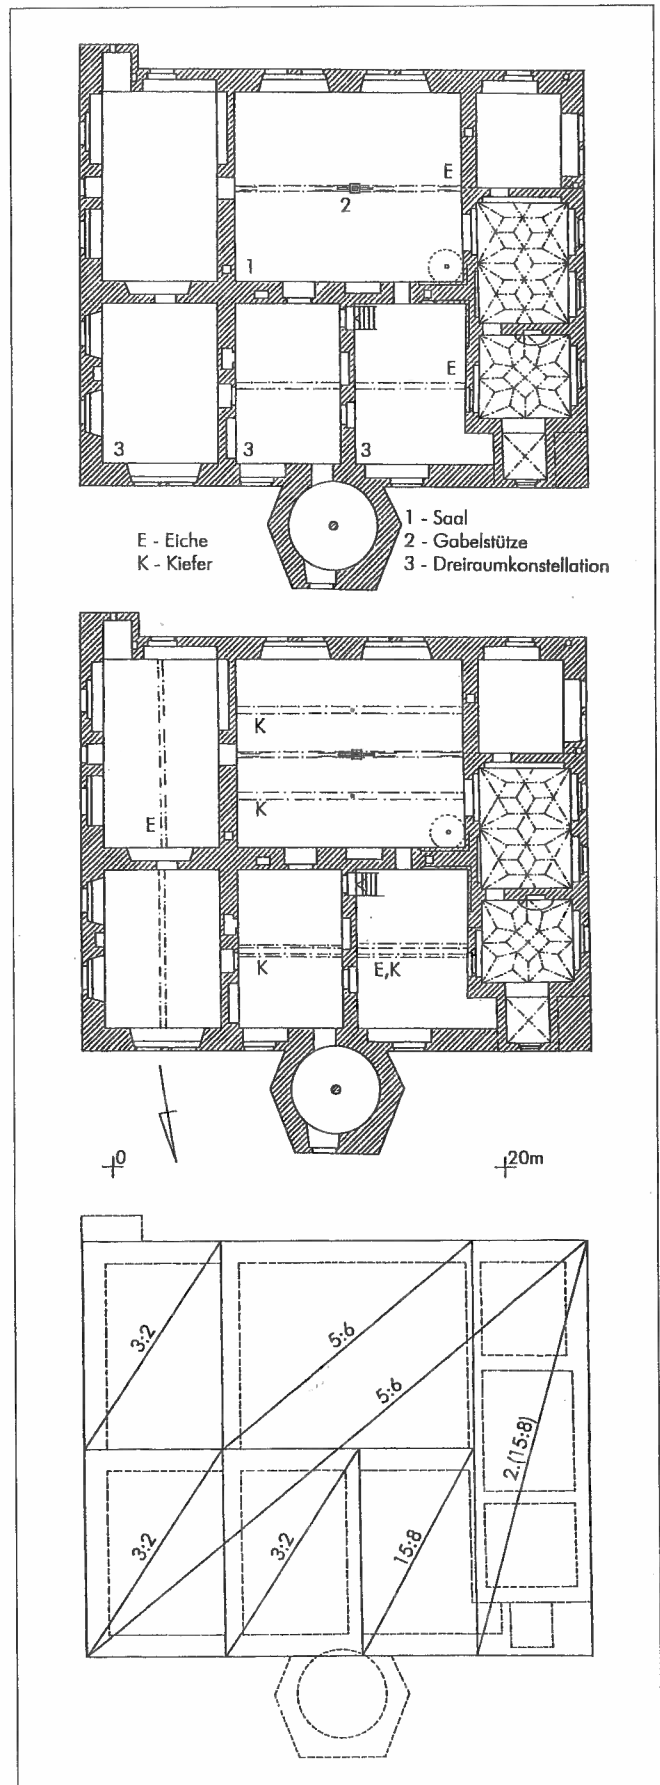 E
2
1
E
3
3
3
E - Eiche
K - Kiefer
1 - Saal
2 - Gabelstütze
3 - Dreiraumkonstellation
K
E
K
K
E,K
0
20m
3:2
5:6
5:6
2.(15:8)
3:2
3:2
15:8